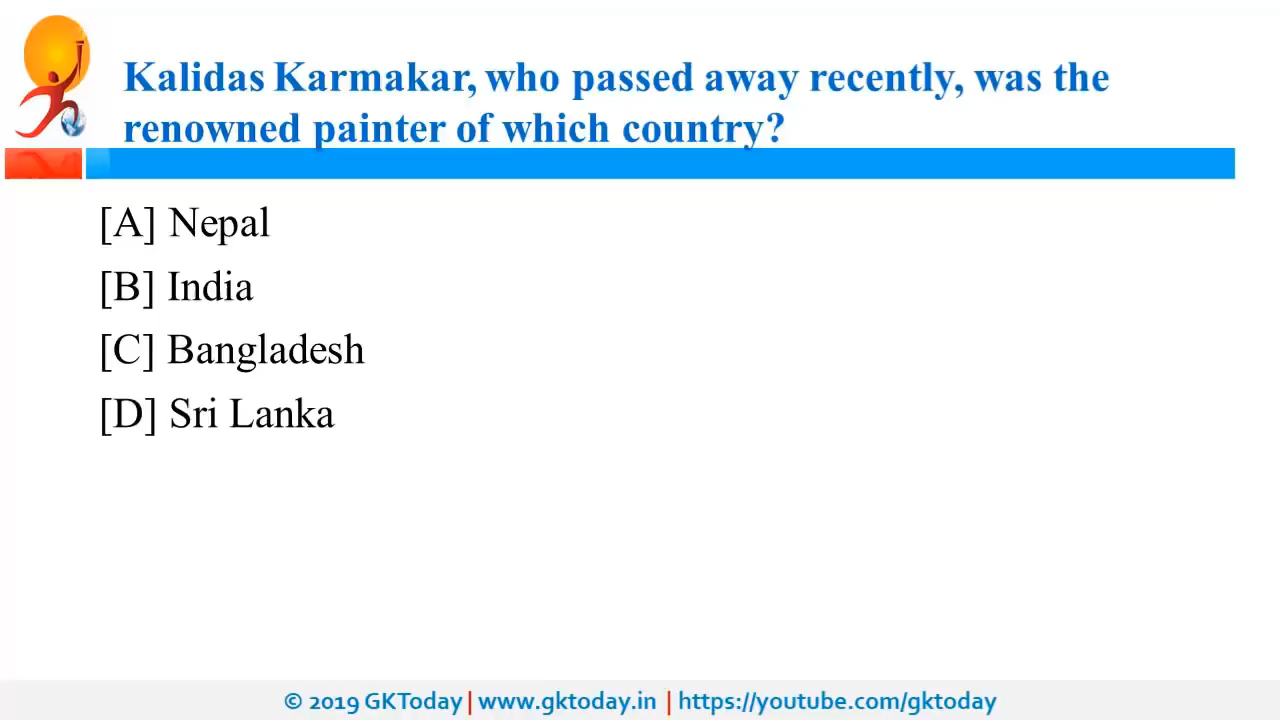 Kalidas Karmakar, who passed away recently, was the
renowned painter of which country?
[A] Nepal
[B] India
[C] Bangladesh
[D] Sri Lanka
© 2019 GKToday | www.gktoday.in | https://youtube.com/gktoday